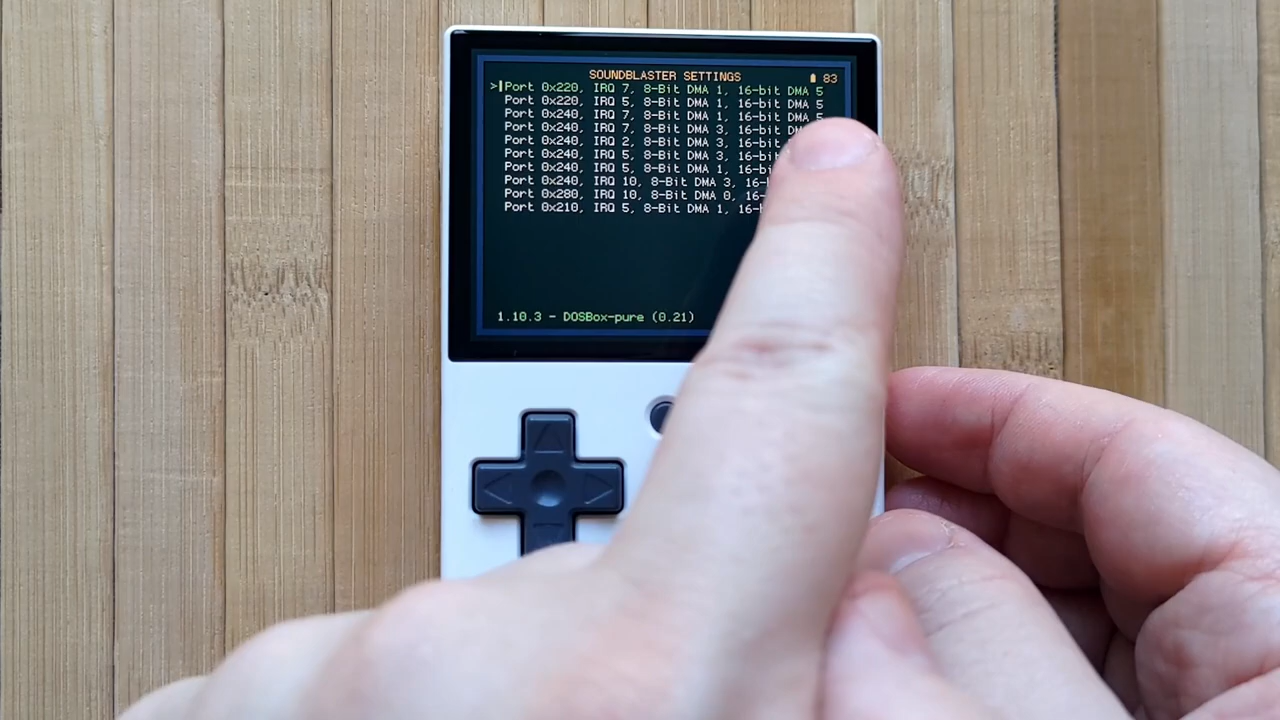 SOUNDBLASTER SETTINGS 83
>Port 0x220, IRQ 7, 8-Bit DMA 1, 16-bit DMA 5
Port 0x220, IRQ 5, 8-Bit DMA 1, 16-bit DMA 5
Port 0x240, IRQ 7, 8-Bit DMA 1, 16-bit DMA 5
Port 0x240, IRQ 7, 8-Bit DMA 3, 16-bit
Port 0x240, IRQ 2, 8-Bit DMA 3, 16-bit
Port 0x240, IRQ 5, 8-Bit DMA 3, 16-bit
Port 0x240, IRQ 5, 8-Bit DMA 1, 16-bit
Port 0x240, IRQ 10, 8-Bit DMA 3, 16-
Port 0x280, IRQ 10, 8-Bit DMA 0, 16-
Port 0x210, IRQ 5, 8-Bit DMA 1, 16-
1.10.3 - DOSBox-pure (0.21)